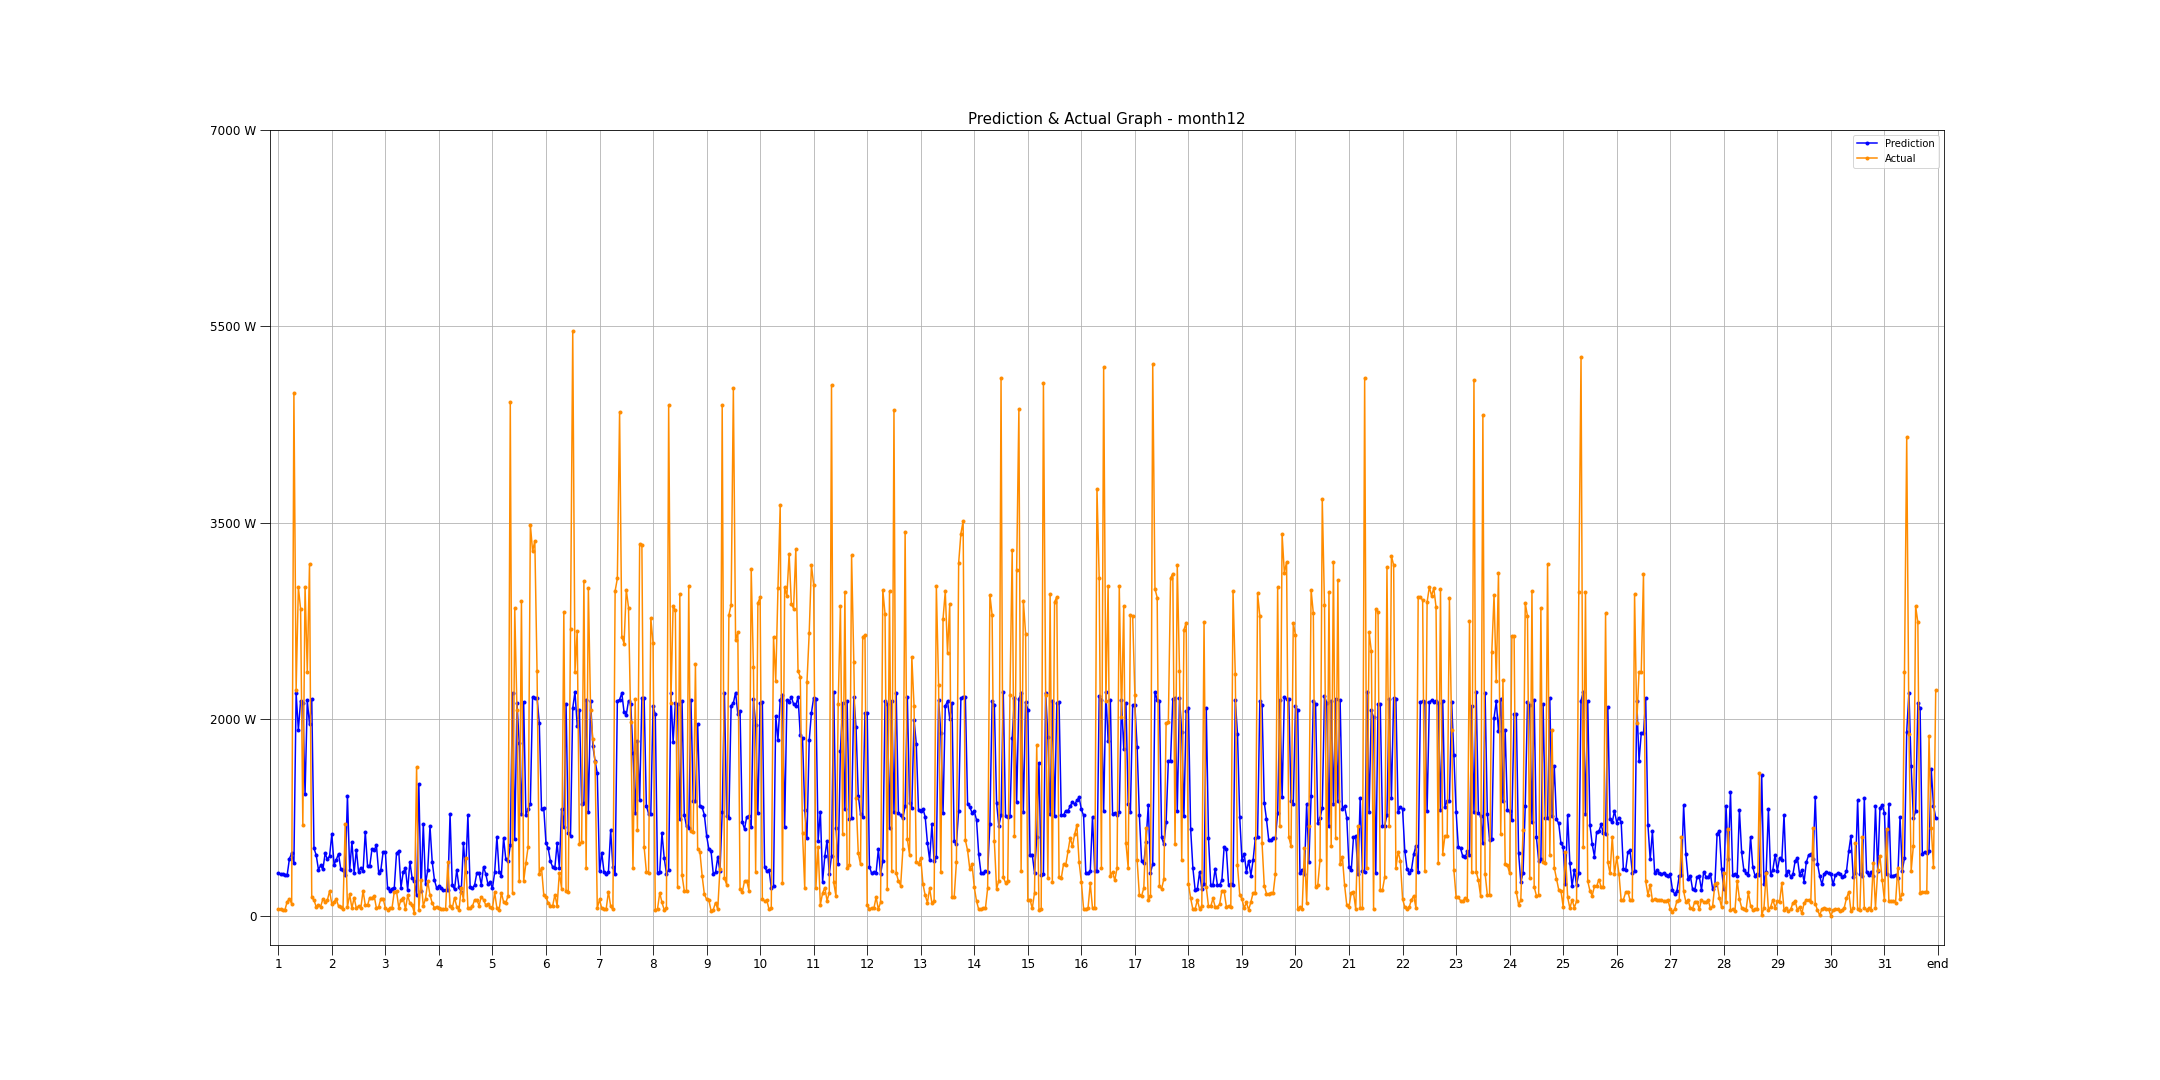 Prediction & Actual Graph - month12
7000 W
5500 W
3500 W
2000 W
0
Prediction
Actual
1 2 3 4 5 6 7 8 9 10 11 12 13 14 15 16 17 18 19 20 21 22 23 24 25 26 27 28 29 30 31 end